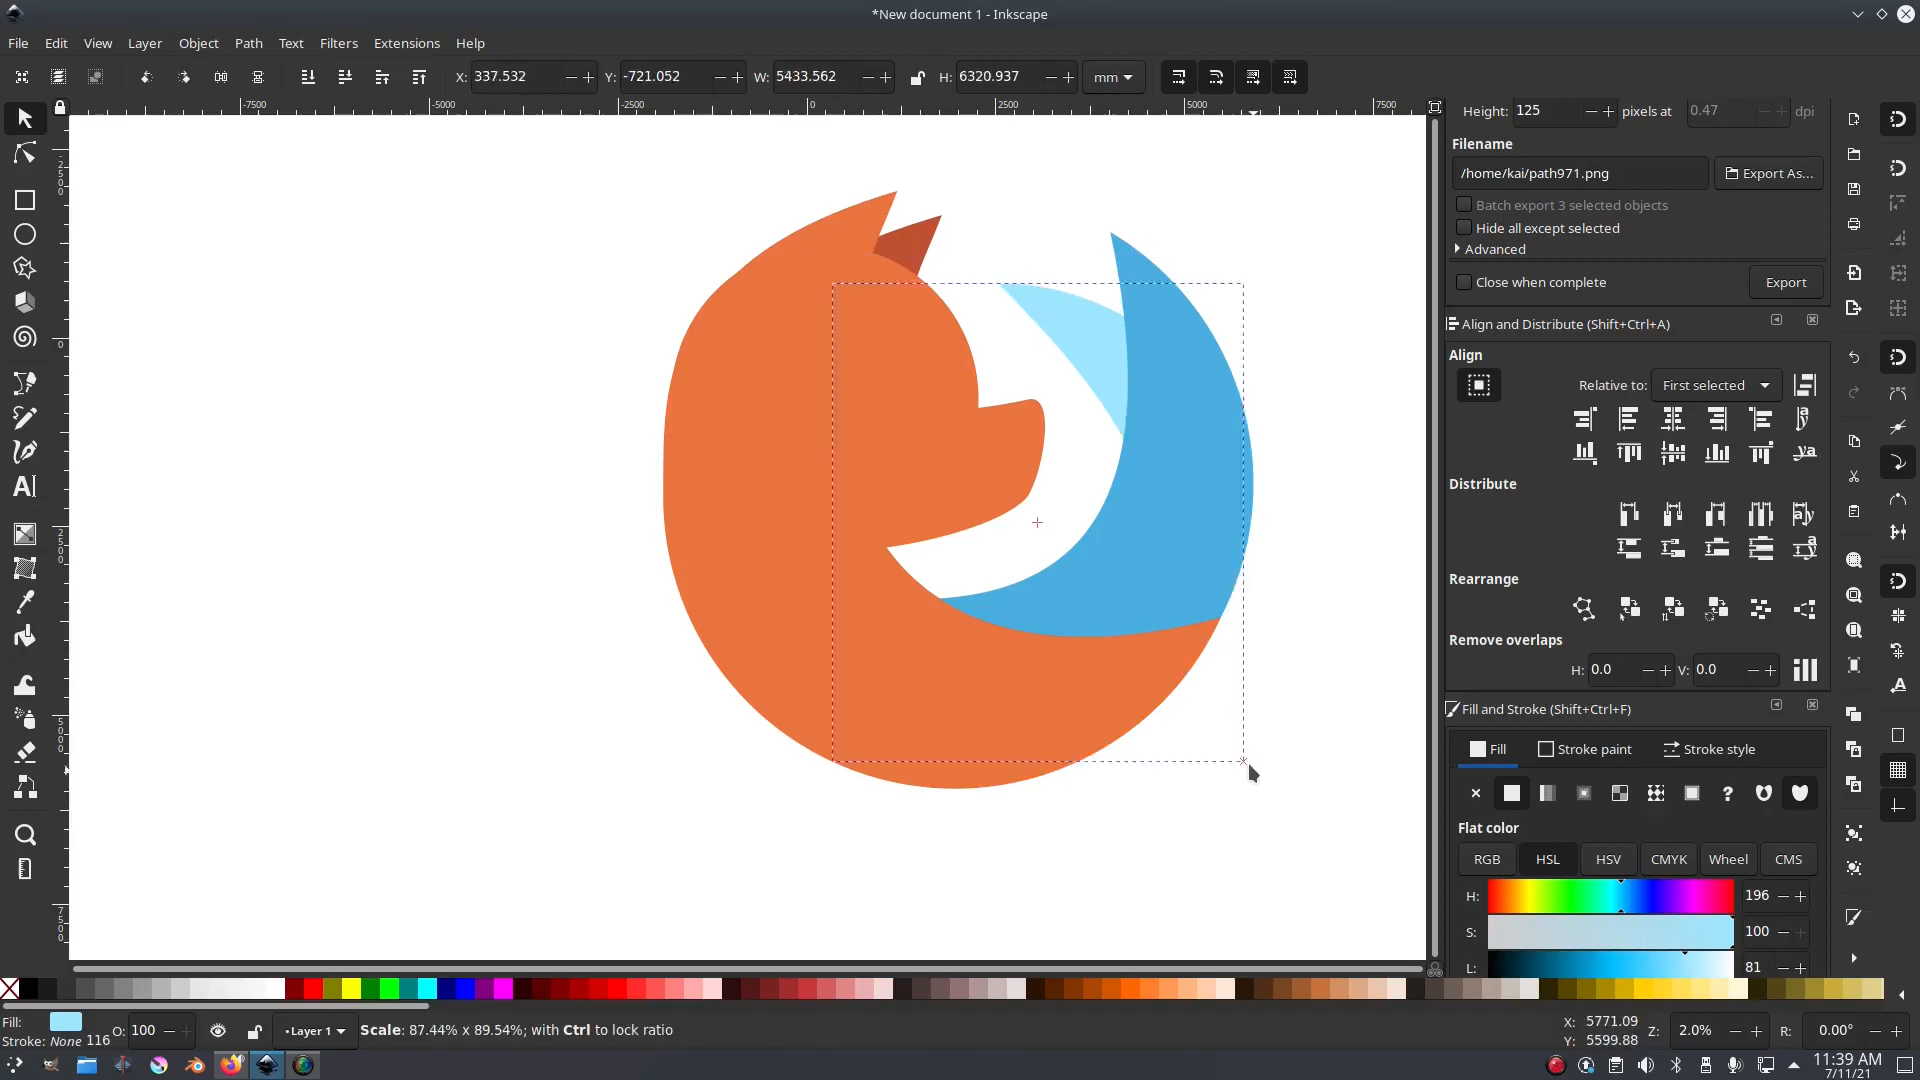 *New document 1 - Inkscape
File Edit View Layer Object Path Text Filters Extensions Help
X: 337.532 Y: -721.052 W: 5433.562 H: 6320.937 mm
-7500 -5000 -2500 0 2500 5000 7500
-2500
0
2500
5000
7500
Height: 125 pixels at 0.47 dpi
Filename
/home/kai/path971.png Export As...
Batch export 3 selected objects
Hide all except selected
Advanced
Close when complete Export
Align and Distribute (Shift+Ctrl+A)
Align
Relative to: First selected
Distribute
Rearrange
Remove overlaps
H: 0.0 V: 0.0
Fill and Stroke (Shift+Ctrl+F)
Fill Stroke paint Stroke style
Flat color
RGB HSL HSV CMYK Wheel CMS
H: 196
S: 100
L: 81
Fill:
Stroke: None 116 O: 100 •Layer 1 Scale: 87.44% x 89.54%; with Ctrl to lock ratio
X: 5771.09
Y: 5599.88
Z: 2.0% R: 0.00°
11:39 AM
7/11/21